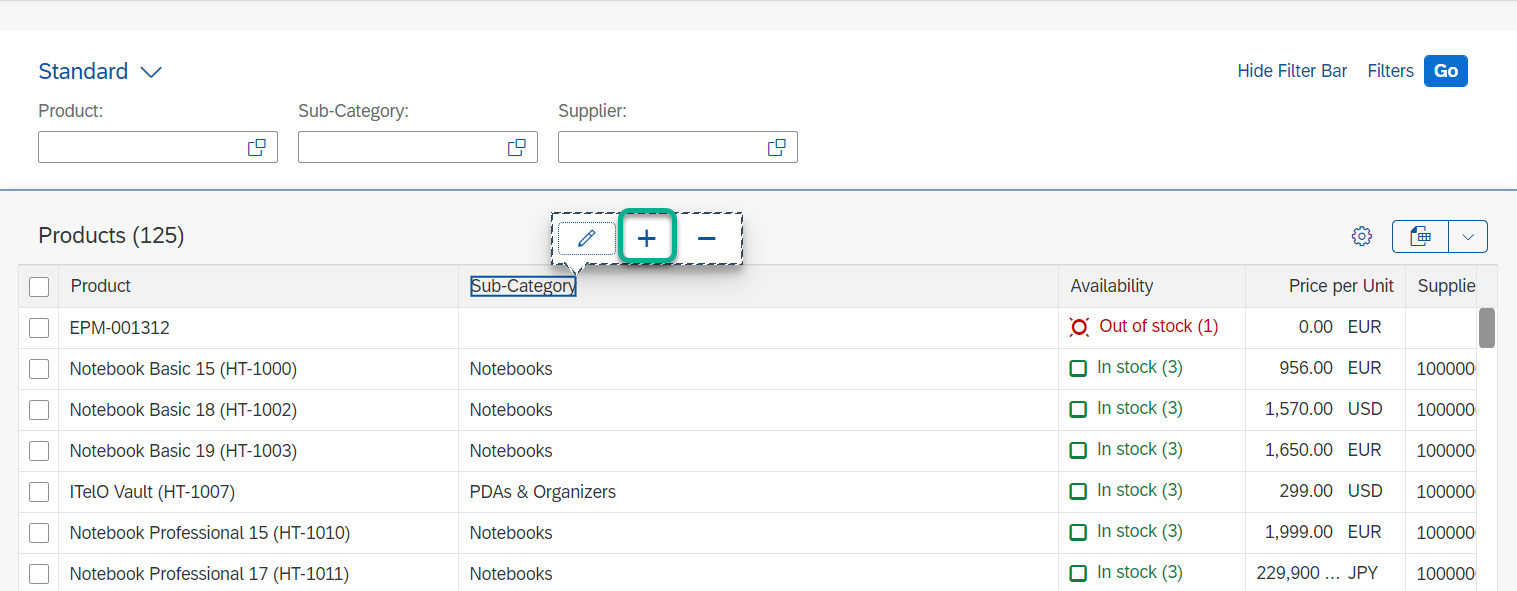 Standard Hide Filter Bar Filters Go
Product: Sub-Category: Supplier:
Products (125)
Product Sub-Category Availability Price per Unit Supplie
EPM-001312 Out of stock (1) 0.00 EUR
Notebook Basic 15 (HT-1000) Notebooks In stock (3) 956.00 EUR 100000
Notebook Basic 18 (HT-1002) Notebooks In stock (3) 1,570.00 USD 100000
Notebook Basic 19 (HT-1003) Notebooks In stock (3) 1,650.00 EUR 100000
ITelO Vault (HT-1007) PDAs & Organizers In stock (3) 299.00 USD 100000
Notebook Professional 15 (HT-1010) Notebooks In stock (3) 1,999.00 EUR 100000
Notebook Professional 17 (HT-1011) Notebooks In stock (3) 229,900 ... JPY 100000